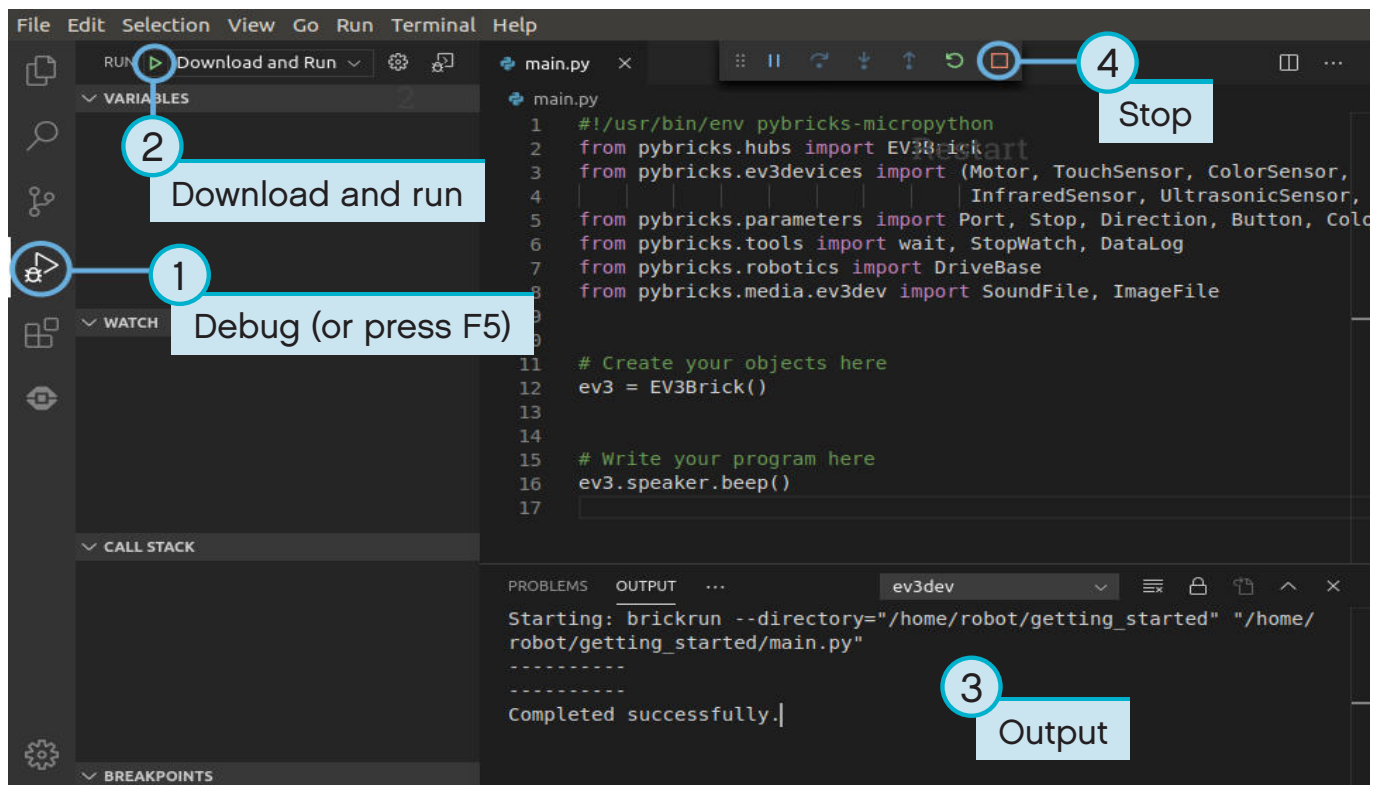 File Edit Selection View Go Run Terminal Help
RUN Download and Run
main.py
4
Stop
VARIABLES
2
Download and run
1
Debug (or press F5)
WATCH
CALL STACK
BREAKPOINTS
main.py
Restart
1 #!/usr/bin/env pybricks-micropython
2 from pybricks.hubs import EV3Brick
3 from pybricks.ev3devices import (Motor, TouchSensor, ColorSensor,
4 InfraredSensor, UltrasonicSensor,
5 from pybricks.parameters import Port, Stop, Direction, Button, Colo
6 from pybricks.tools import wait, StopWatch, DataLog
7 from pybricks.robotics import DriveBase
8 from pybricks.media.ev3dev import SoundFile, ImageFile
9
11 # Create your objects here
12 ev3 = EV3Brick()
13
14
15 # Write your program here
16 ev3.speaker.beep()
17
PROBLEMS OUTPUT ··· ev3dev
Starting: brickrun --directory="/home/robot/getting_started" "/home/
robot/getting_started/main.py"
----------
----------
Completed successfully.
3
Output